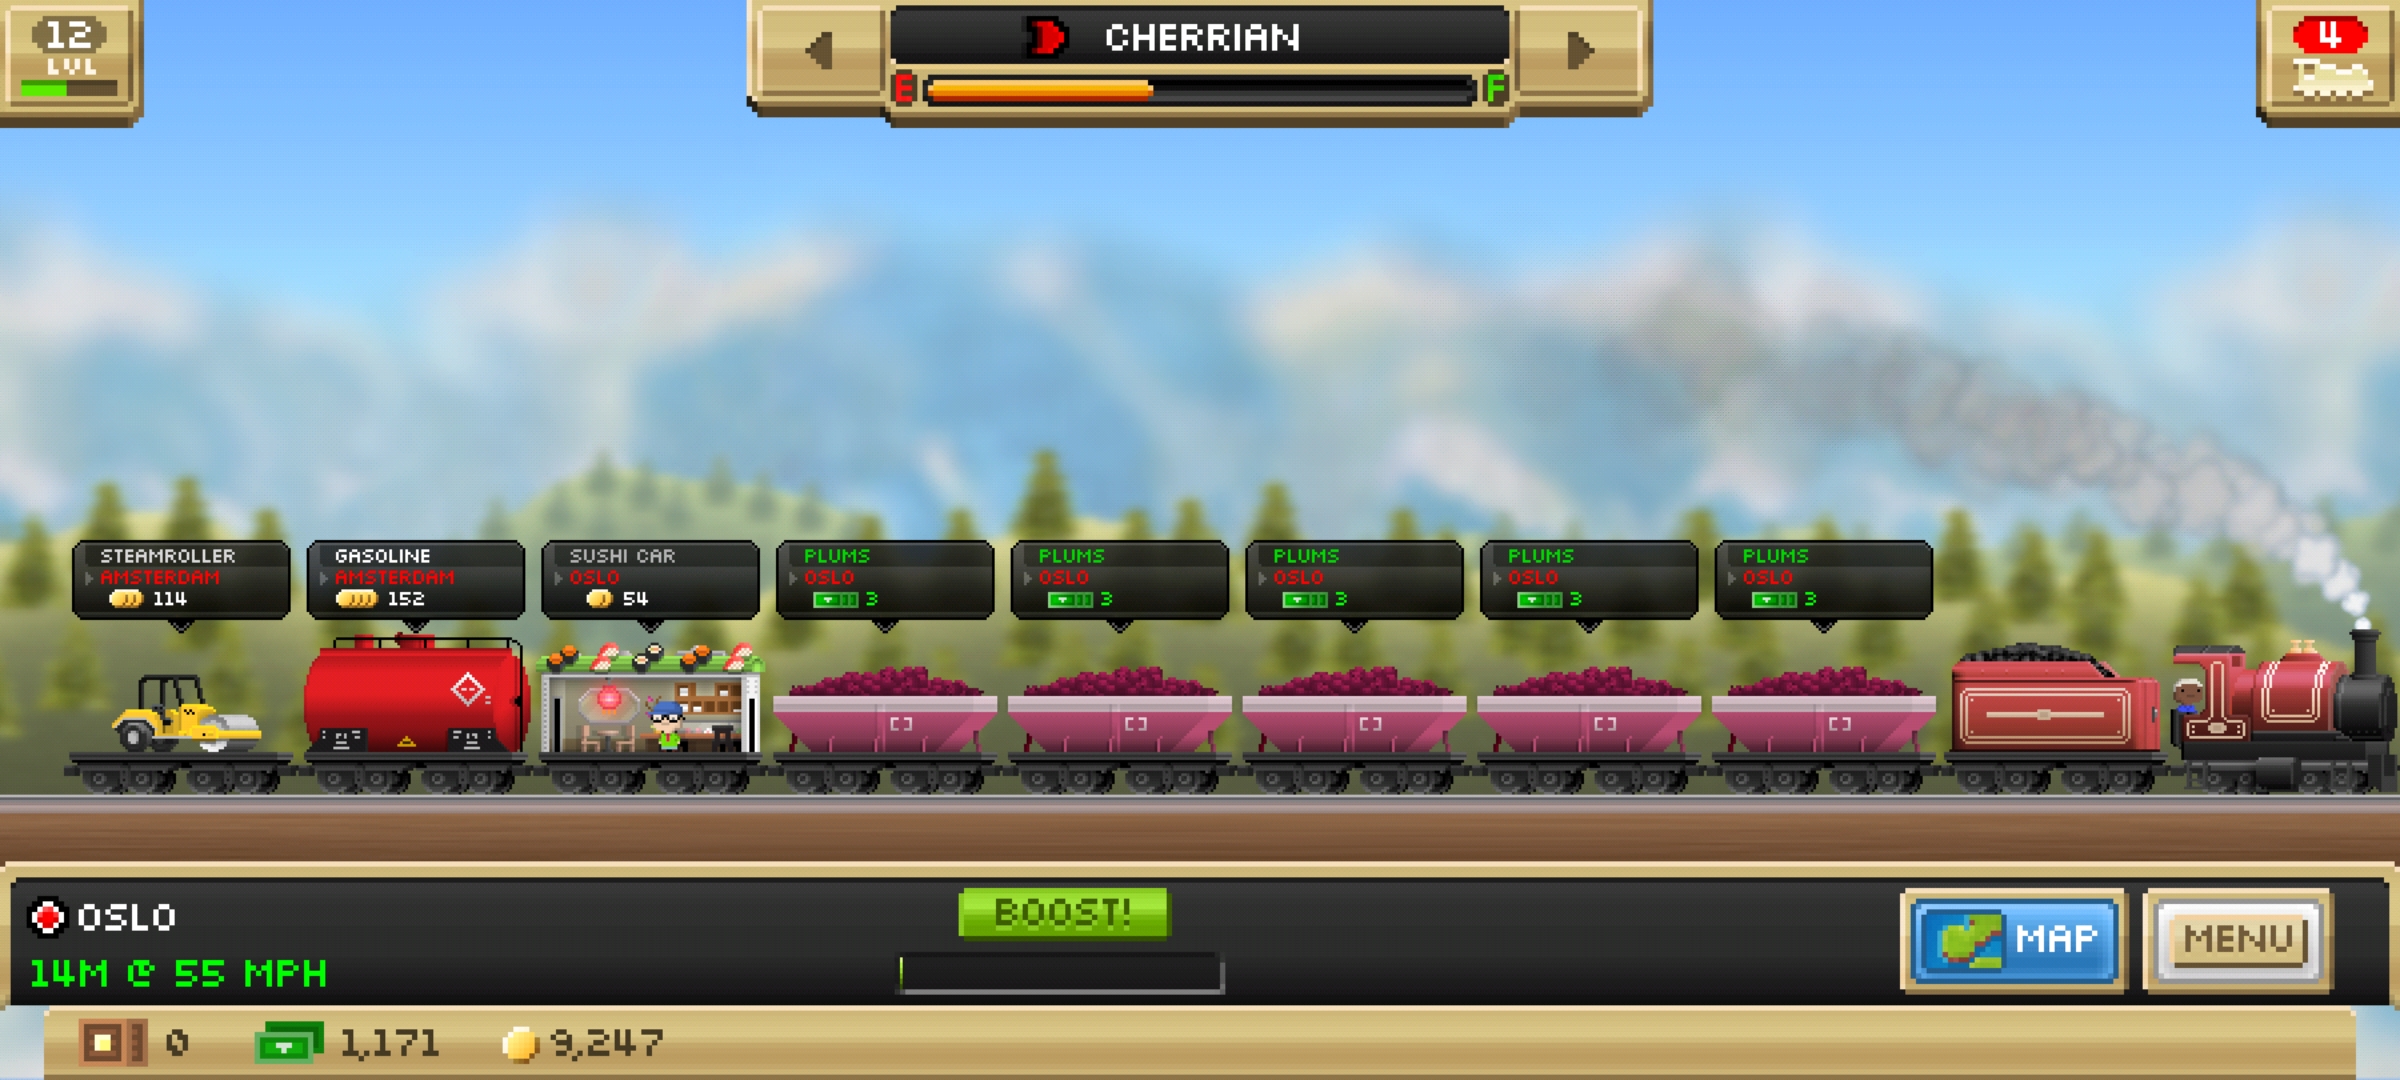 12
LVL
CHERRIAN
E F
4
STEAMROLLER
AMSTERDAM
114
GASOLINE
AMSTERDAM
152
SUSHI CAR
OSLO
54
PLUMS
OSLO
3
PLUMS
OSLO
3
PLUMS
OSLO
3
PLUMS
OSLO
3
PLUMS
OSLO
3
OSLO
14M @ 55 MPH
BOOST!
MAP
MENU
0 1,171 9,247